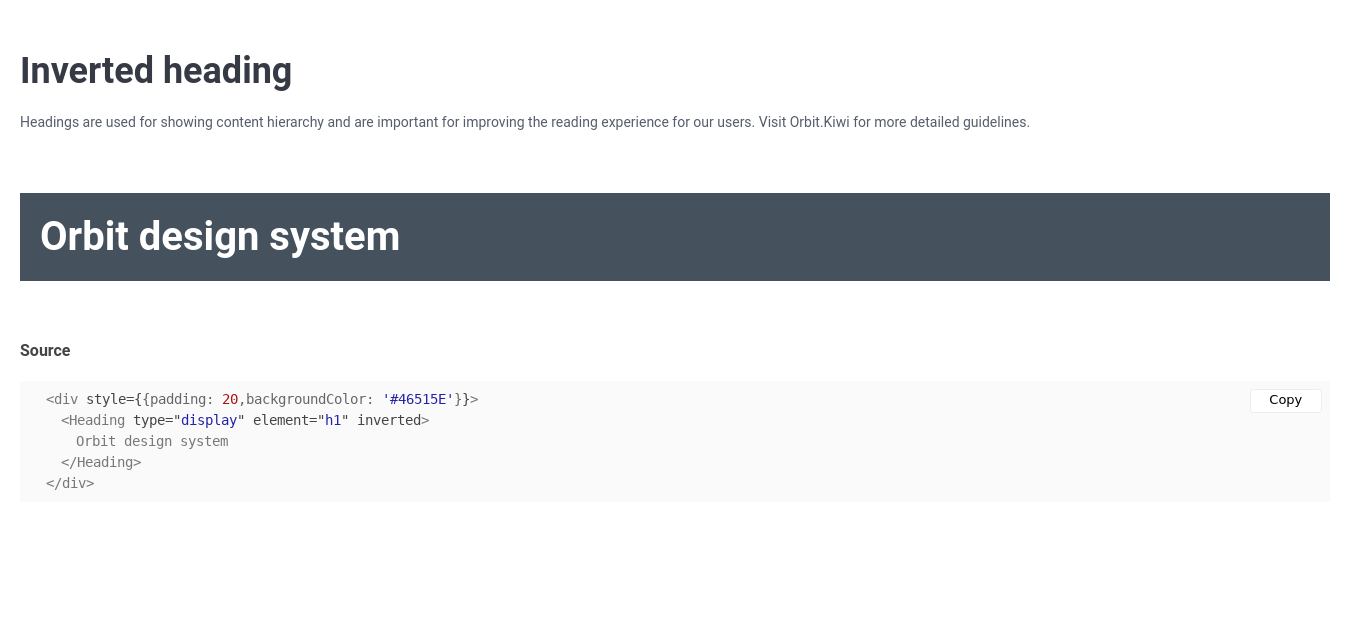 Inverted heading
Headings are used for showing content hierarchy and are important for improving the reading experience for our users. Visit Orbit.Kiwi for more detailed guidelines.
Orbit design system
Source
<div style={{padding: 20,backgroundColor: '#46515E'}}>
Copy
<Heading type="display" element="h1" inverted>
Orbit design system
</Heading>
</div>